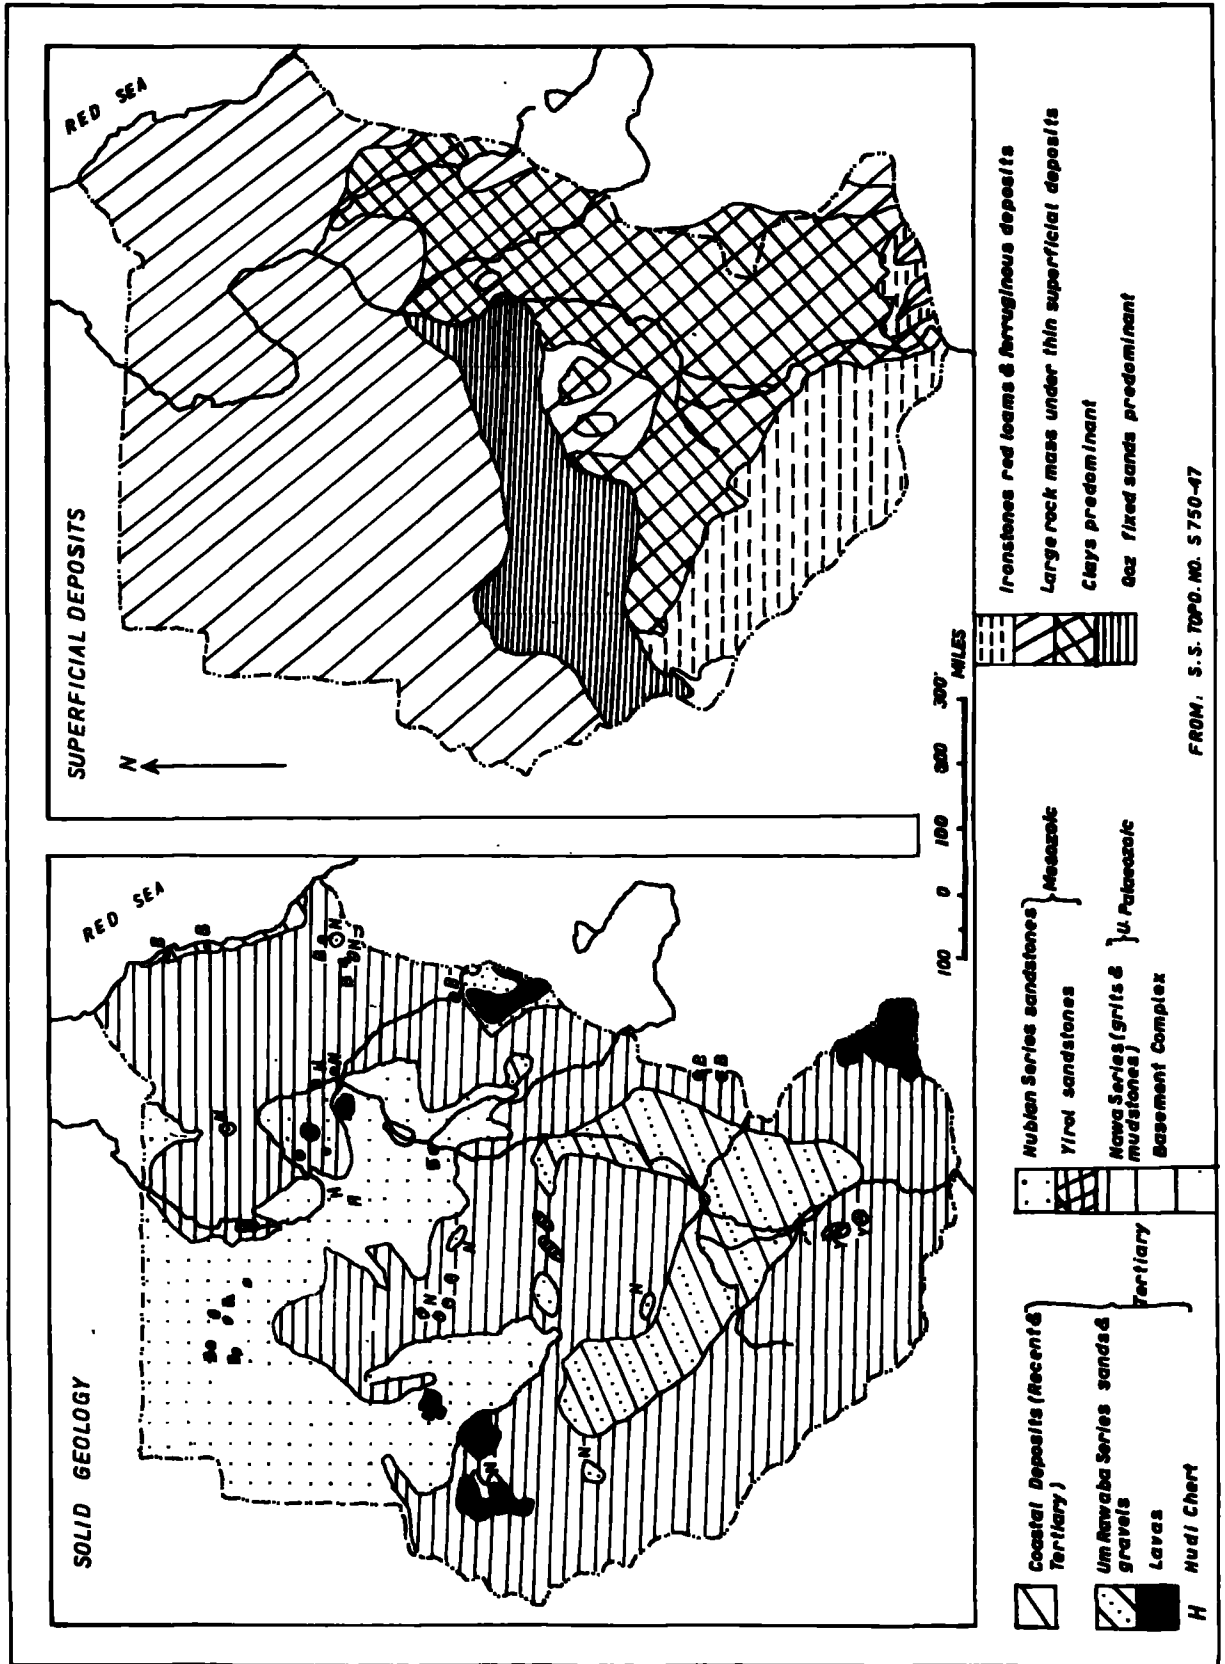 SOLID GEOLOGY
RED SEA
SUPERFICIAL DEPOSITS
RED SEA
N
100 0 100 200 300
MILES
Coastal Deposits (Recent &
Tertiary)
Um Rawaba Series sands &
gravels
Lavas
H Hudi Chert
Tertiary
Nubian Series sandstones
Yirol sandstones
Mesozoic
Nawa Series (grits &
mudstones)
U. Palaeozoic
Basement Complex
Ironstones red loams & ferruginous deposits
Large rock mass under thin superficial deposits
Clays predominant
Qoz fixed sands predominant
FROM: S.S. TOPO. NO. S 750-47